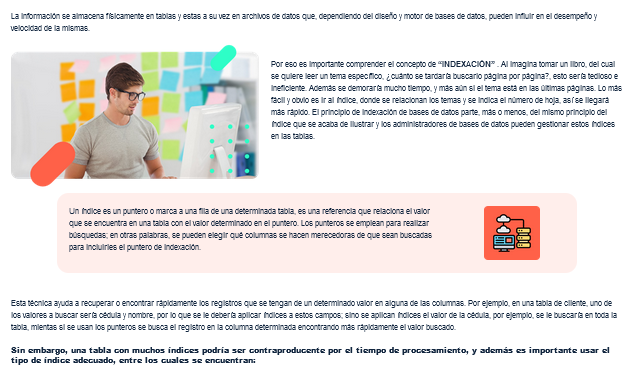 La información se almacena físicamente en tablas y estas a su vez en archivos de datos que, dependiendo del diseño y motor de bases de datos, pueden influir en el desempeño y
velocidad de la mismas.
Por eso es importante comprender el concepto de “INDEXACIÓN” . Al imagina tomar un libro, del cual
se quiere leer un tema específico, ¿cuánto se tardaría buscarlo página por página?, esto sería tedioso e
ineficiente. Además se demoraría mucho tiempo, y más aún si el tema está en las últimas páginas. Lo más
fácil y obvio es ir al índice, donde se relacionan los temas y se indica el número de hoja, así se llegará
más rápido. El principio de indexación de bases de datos parte, más o menos, del mismo principio del
índice que se acaba de ilustrar y los administradores de bases de datos pueden gestionar estos índices
en las tablas.
Un índice es un puntero o marca a una fila de una determinada tabla, es una referencia que relaciona el valor
que se encuentra en una tabla con el valor determinado en el puntero. Los punteros se emplean para realizar
búsquedas; en otras palabras, se pueden elegir qué columnas se hacen merecedoras de que sean buscadas
para incluirles el puntero de indexación.
Esta técnica ayuda a recuperar o encontrar rápidamente los registros que se tengan de un determinado valor en alguna de las columnas. Por ejemplo, en una tabla de cliente, uno de
los valores a buscar sería cédula y nombre, por lo que se le debería aplicar índices a estos campos; sino se aplican índices el valor de la cédula, por ejemplo, se le buscaría en toda la
tabla, mientas si se usan los punteros se busca el registro en la columna determinada encontrando más rápidamente el valor buscado.
Sin embargo, una tabla con muchos índices podría ser contraproducente por el tiempo de procesamiento, y además es importante usar el
tipo de índice adecuado, entre los cuales se encuentran: